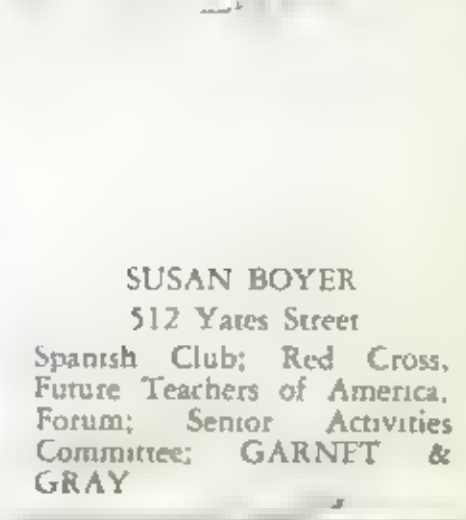 SUSAN BOYER
512 Yates Street
Spanish Club; Red Cross,
Future Teachers of America,
Forum; Senior Activities
Committee; GARNET &
GRAY